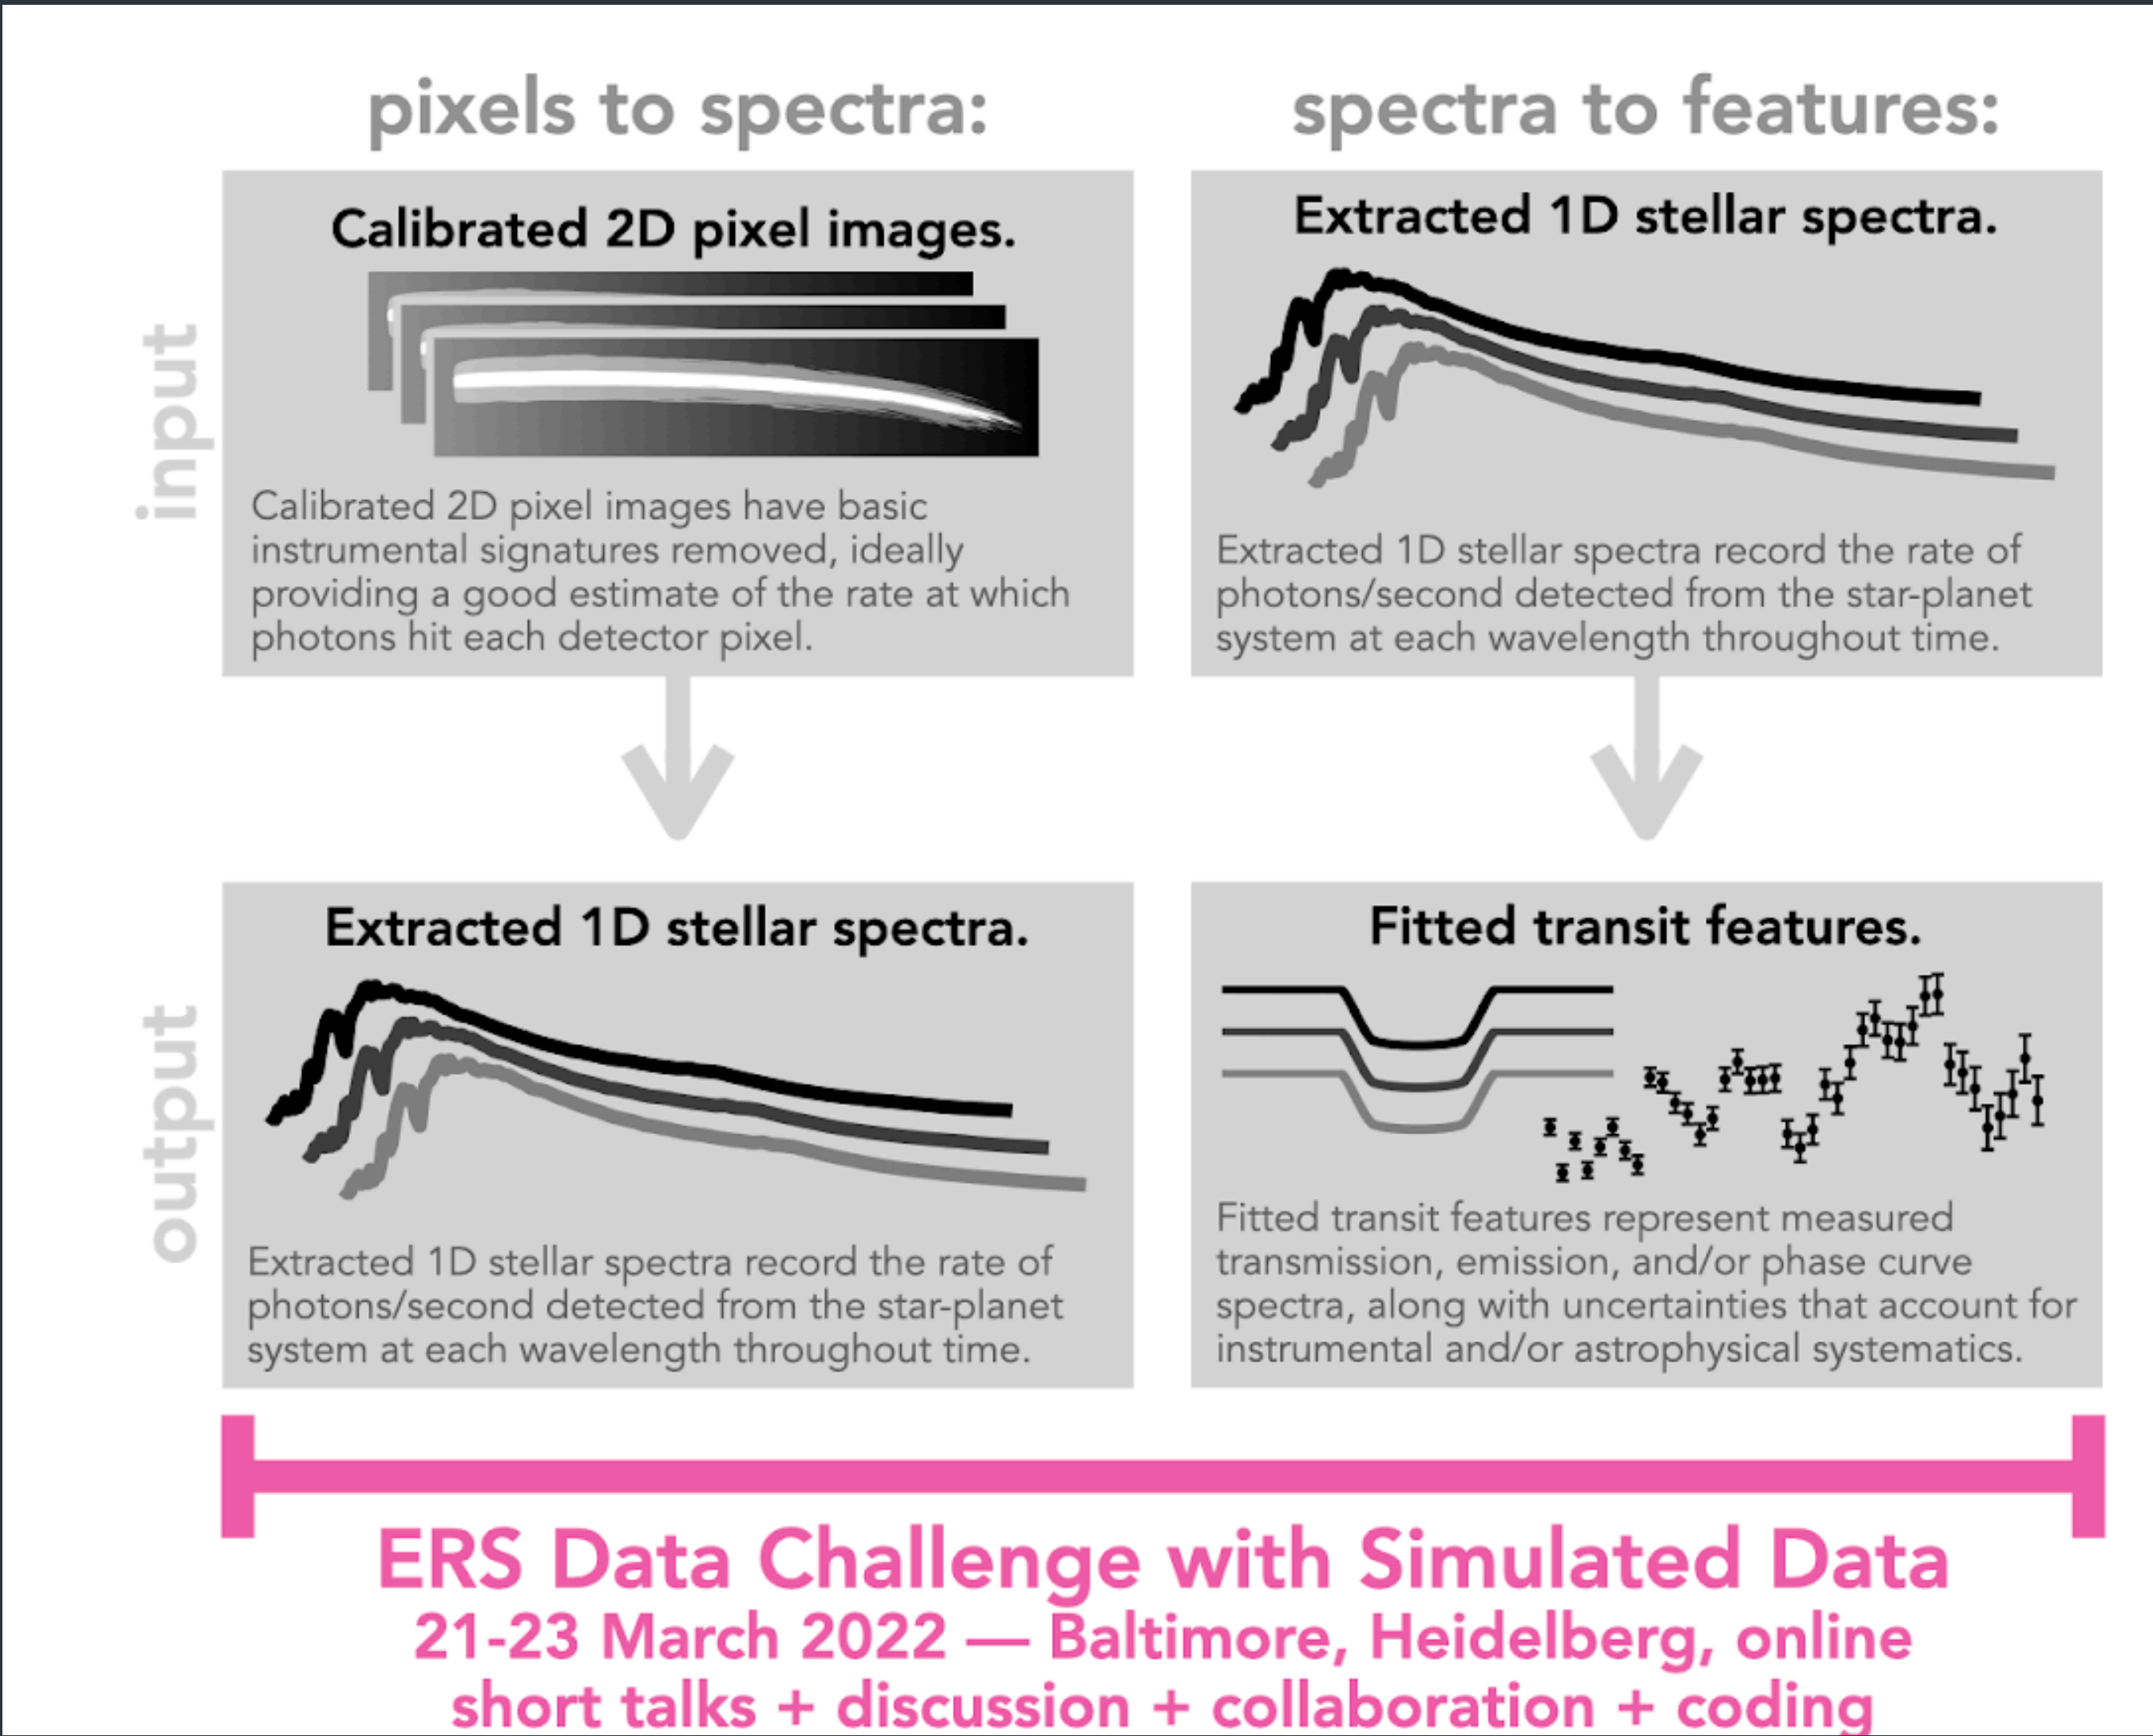 pixels to spectra:
spectra to features:
input
Calibrated 2D pixel images.
Calibrated 2D pixel images have basic
instrumental signatures removed, ideally
providing a good estimate of the rate at which
photons hit each detector pixel.
Extracted 1D stellar spectra.
Extracted 1D stellar spectra record the rate of
photons/second detected from the star-planet
system at each wavelength throughout time.
output
Extracted 1D stellar spectra.
Extracted 1D stellar spectra record the rate of
photons/second detected from the star-planet
system at each wavelength throughout time.
Fitted transit features.
Fitted transit features represent measured
transmission, emission, and/or phase curve
spectra, along with uncertainties that account for
instrumental and/or astrophysical systematics.
ERS Data Challenge with Simulated Data
21-23 March 2022 — Baltimore, Heidelberg, online
short talks + discussion + collaboration + coding